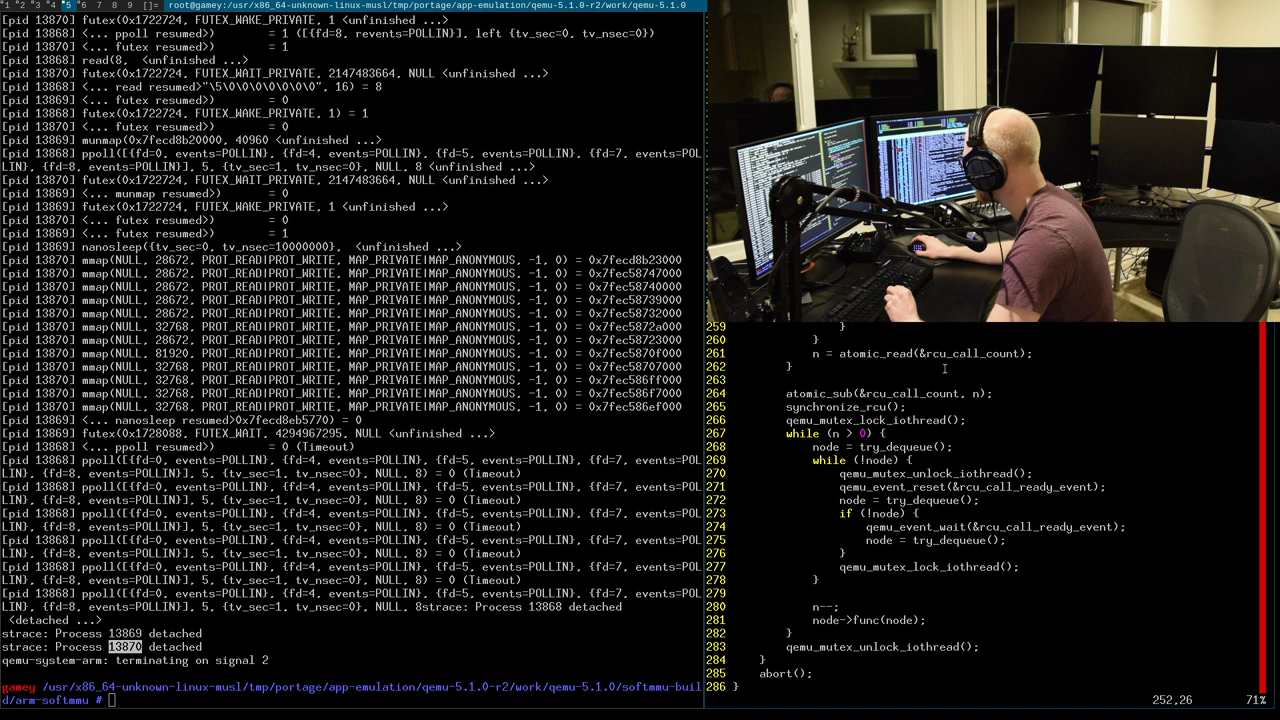 1 2 3 4 5 6 7 8 9 []= root@gamey:/usr/x86_64-unknown-linux-musl/tmp/portage/app-emulation/qemu-5.1.0-r2/work/qemu-5.1.0
[pid 13869] futex(0x1722724, FUTEX_WAKE_PRIVATE, 1 <unfinished ...>
[pid 13868] <... ppoll resumed>) = 1 ([{fd=8, revents=POLLIN}], left {tv_sec=0, tv_nsec=0})
[pid 13870] <... futex resumed>) = 1
[pid 13868] read(8, <unfinished ...>
[pid 13870] futex(0x1722724, FUTEX_WAIT_PRIVATE, 2147483664, NULL <unfinished ...>
[pid 13868] <... read resumed>"\5\0\0\0\0\0\0\0", 16) = 8
[pid 13869] <... futex resumed>) = 0
[pid 13869] futex(0x1722724, FUTEX_WAKE_PRIVATE, 1) = 1
[pid 13870] <... futex resumed>) = 0
[pid 13869] munmap(0x7fecd8b20000, 40960 <unfinished ...>
[pid 13868] ppoll([{fd=0, events=POLLIN}, {fd=4, events=POLLIN}, {fd=5, events=POLLIN}, {fd=7, events=POL
LIN}, {fd=8, events=POLLIN}], 5, {tv_sec=1, tv_nsec=0}, NULL, 8 <unfinished ...>
[pid 13870] futex(0x1722724, FUTEX_WAIT_PRIVATE, 2147483664, NULL <unfinished ...>
[pid 13869] <... munmap resumed>) = 0
[pid 13869] futex(0x1722724, FUTEX_WAKE_PRIVATE, 1 <unfinished ...>
[pid 13870] <... futex resumed>) = 0
[pid 13869] <... futex resumed>) = 1
[pid 13869] nanosleep({tv_sec=0, tv_nsec=10000000}, <unfinished ...>
[pid 13870] mmap(NULL, 28672, PROT_READ|PROT_WRITE, MAP_PRIVATE|MAP_ANONYMOUS, -1, 0) = 0x7fecd8b23000
[pid 13870] mmap(NULL, 28672, PROT_READ|PROT_WRITE, MAP_PRIVATE|MAP_ANONYMOUS, -1, 0) = 0x7fec58747000
[pid 13870] mmap(NULL, 28672, PROT_READ|PROT_WRITE, MAP_PRIVATE|MAP_ANONYMOUS, -1, 0) = 0x7fec58740000
[pid 13870] mmap(NULL, 28672, PROT_READ|PROT_WRITE, MAP_PRIVATE|MAP_ANONYMOUS, -1, 0) = 0x7fec58739000
[pid 13870] mmap(NULL, 28672, PROT_READ|PROT_WRITE, MAP_PRIVATE|MAP_ANONYMOUS, -1, 0) = 0x7fec58732000
[pid 13870] mmap(NULL, 32768, PROT_READ|PROT_WRITE, MAP_PRIVATE|MAP_ANONYMOUS, -1, 0) = 0x7fec5872a000
[pid 13870] mmap(NULL, 28672, PROT_READ|PROT_WRITE, MAP_PRIVATE|MAP_ANONYMOUS, -1, 0) = 0x7fec58723000
[pid 13870] mmap(NULL, 81920, PROT_READ|PROT_WRITE, MAP_PRIVATE|MAP_ANONYMOUS, -1, 0) = 0x7fec5870f000
[pid 13870] mmap(NULL, 32768, PROT_READ|PROT_WRITE, MAP_PRIVATE|MAP_ANONYMOUS, -1, 0) = 0x7fec58707000
[pid 13870] mmap(NULL, 32768, PROT_READ|PROT_WRITE, MAP_PRIVATE|MAP_ANONYMOUS, -1, 0) = 0x7fec586ff000
[pid 13870] mmap(NULL, 32768, PROT_READ|PROT_WRITE, MAP_PRIVATE|MAP_ANONYMOUS, -1, 0) = 0x7fec586f7000
[pid 13870] mmap(NULL, 32768, PROT_READ|PROT_WRITE, MAP_PRIVATE|MAP_ANONYMOUS, -1, 0) = 0x7fec586ef000
[pid 13869] <... nanosleep resumed>0x7fecd8eb5770) = 0
[pid 13869] futex(0x1728088, FUTEX_WAIT, 4294967295, NULL <unfinished ...>
[pid 13868] <... ppoll resumed>) = 0 (Timeout)
[pid 13868] ppoll([{fd=0, events=POLLIN}, {fd=4, events=POLLIN}, {fd=5, events=POLLIN}, {fd=7, events=POL
LIN}, {fd=8, events=POLLIN}], 5, {tv_sec=1, tv_nsec=0}, NULL, 8) = 0 (Timeout)
[pid 13868] ppoll([{fd=0, events=POLLIN}, {fd=4, events=POLLIN}, {fd=5, events=POLLIN}, {fd=7, events=POL
LIN}, {fd=8, events=POLLIN}], 5, {tv_sec=1, tv_nsec=0}, NULL, 8) = 0 (Timeout)
[pid 13868] ppoll([{fd=0, events=POLLIN}, {fd=4, events=POLLIN}, {fd=5, events=POLLIN}, {fd=7, events=POL
LIN}, {fd=8, events=POLLIN}], 5, {tv_sec=1, tv_nsec=0}, NULL, 8) = 0 (Timeout)
[pid 13868] ppoll([{fd=0, events=POLLIN}, {fd=4, events=POLLIN}, {fd=5, events=POLLIN}, {fd=7, events=POL
LIN}, {fd=8, events=POLLIN}], 5, {tv_sec=1, tv_nsec=0}, NULL, 8) = 0 (Timeout)
[pid 13868] ppoll([{fd=0, events=POLLIN}, {fd=4, events=POLLIN}, {fd=5, events=POLLIN}, {fd=7, events=POL
LIN}, {fd=8, events=POLLIN}], 5, {tv_sec=1, tv_nsec=0}, NULL, 8) = 0 (Timeout)
[pid 13868] ppoll([{fd=0, events=POLLIN}, {fd=4, events=POLLIN}, {fd=5, events=POLLIN}, {fd=7, events=POL
LIN}, {fd=8, events=POLLIN}], 5, {tv_sec=1, tv_nsec=0}, NULL, 8strace: Process 13868 detached
<detached ...>
strace: Process 13869 detached
strace: Process 13870 detached
qemu-system-arm: terminating on signal 2
gamey /usr/x86_64-unknown-linux-musl/tmp/portage/app-emulation/qemu-5.1.0-r2/work/qemu-5.1.0/softmmu-buil
d/arm-softmmu #
259 }
260 }
261 n = atomic_read(&rcu_call_count);
262 }
263
264 atomic_sub(&rcu_call_count, n);
265 synchronize_rcu();
266 qemu_mutex_lock_iothread();
267 while (n > 0) {
268 node = try_dequeue();
269 while (!node) {
270 qemu_mutex_unlock_iothread();
271 qemu_event_reset(&rcu_call_ready_event);
272 node = try_dequeue();
273 if (!node) {
274 qemu_event_wait(&rcu_call_ready_event);
275 node = try_dequeue();
276 }
277 qemu_mutex_lock_iothread();
278 }
279
280 n--;
281 node->func(node);
282 }
283 qemu_mutex_unlock_iothread();
284 }
285 abort();
286 }
252,26 71%